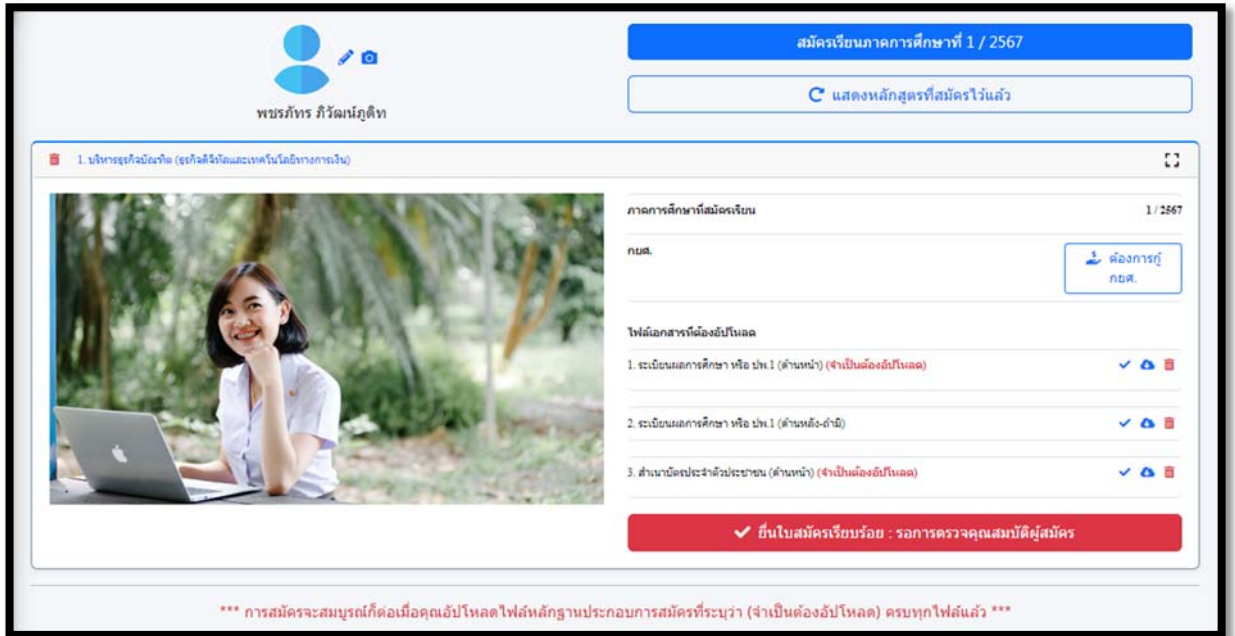 สมัครเรียนภาคการศึกษาที่ 1 / 2567
แสดงหลักสูตรที่สมัครไว้แล้ว
พชรภัทร ภิวัฒน์ภูดิท
1. บริหารธุรกิจบัณฑิต (ธุรกิจดิจิทัลและเทคโนโลยีทางการเงิน)
ภาคการศึกษาที่สมัครเรียน 1 / 2567
กยศ.
ต้องการกู้
กยศ.
ไฟล์เอกสารที่ต้องอัปโหลด
1. ระเบียนผลการศึกษา หรือ ปพ.1 (ด้านหน้า) (จำเป็นต้องอัปโหลด)
2. ระเบียนผลการศึกษา หรือ ปพ.1 (ด้านหลัง-ถ้ามี)
3. สำเนาบัตรประจำตัวประชาชน (ด้านหน้า) (จำเป็นต้องอัปโหลด)
ยื่นใบสมัครเรียบร้อย : รอการตรวจคุณสมบัติผู้สมัคร
*** การสมัครจะสมบูรณ์ก็ต่อเมื่อคุณอัปโหลดไฟล์หลักฐานประกอบการสมัครที่ระบุว่า (จำเป็นต้องอัปโหลด) ครบทุกไฟล์แล้ว ***